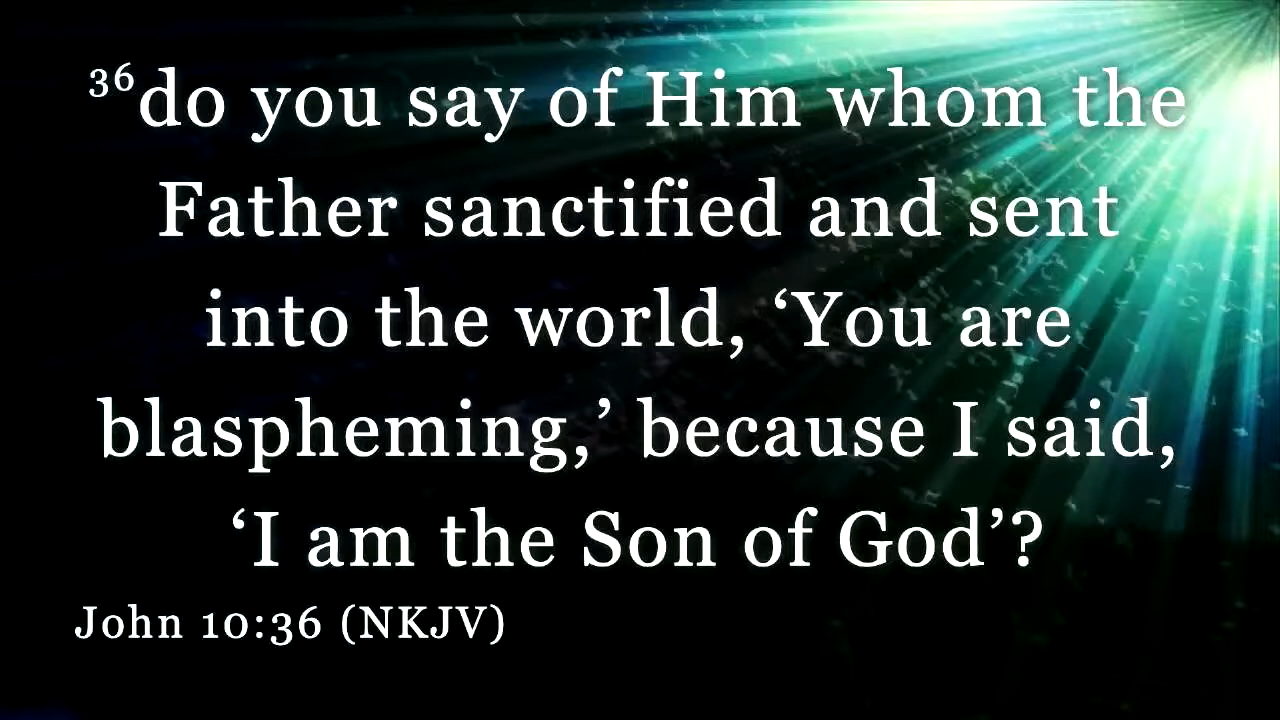 ³⁶do you say of Him whom the
Father sanctified and sent
into the world, ‘You are
blaspheming,’ because I said,
‘I am the Son of God’?
John 10:36 (NKJV)